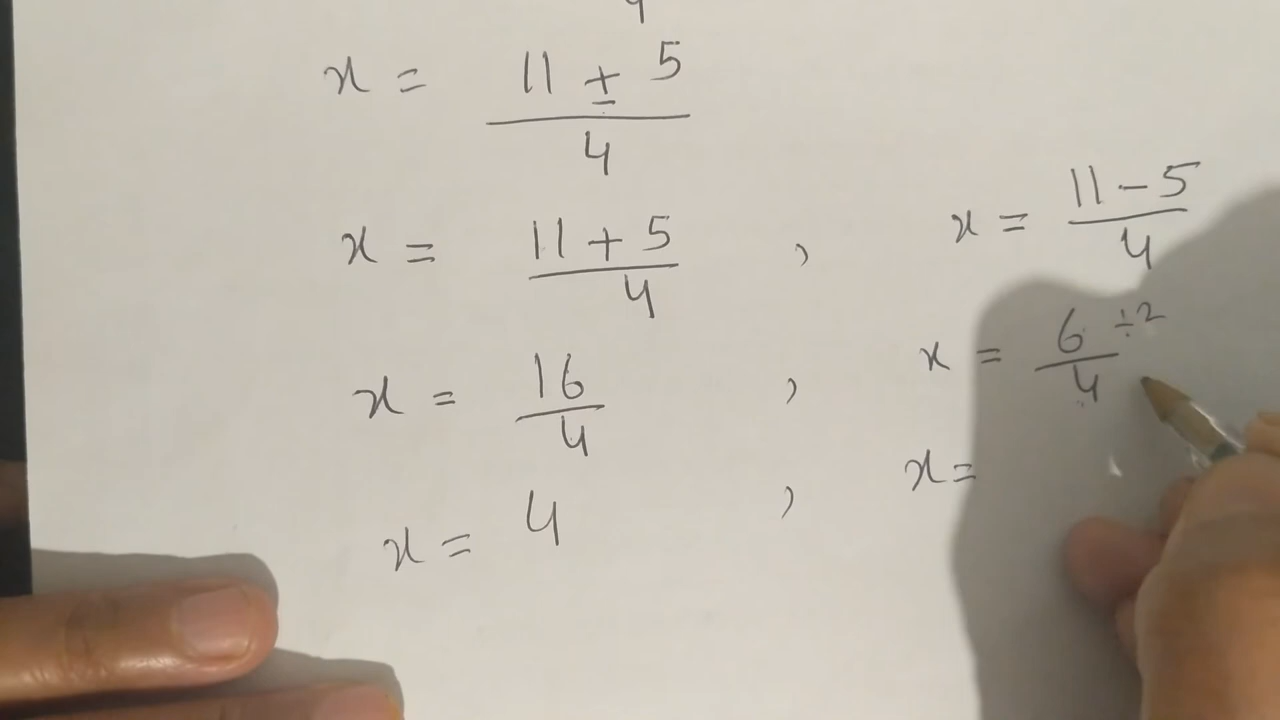 x = 11 ± 5 / 4
x = 11 + 5 / 4 , x = 11 - 5 / 4
x = 16 / 4 , x = 6 ÷2 / 4
x = 4 , x =